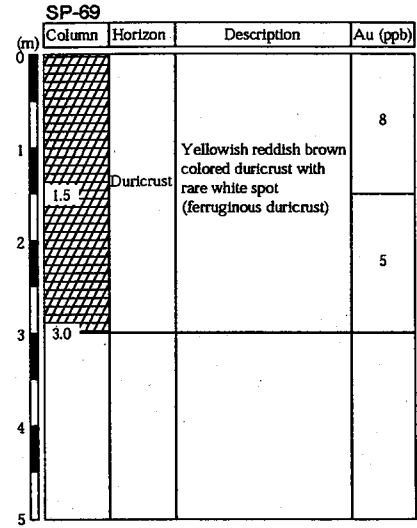 SP-69
(m) Column Horizon Description Au (ppb)
0
8
1
Yellowish reddish brown
colored duricrust with
rare white spot
(ferruginous duricrust)
Duricrust
1.5
2
5
3.0
3
4
5